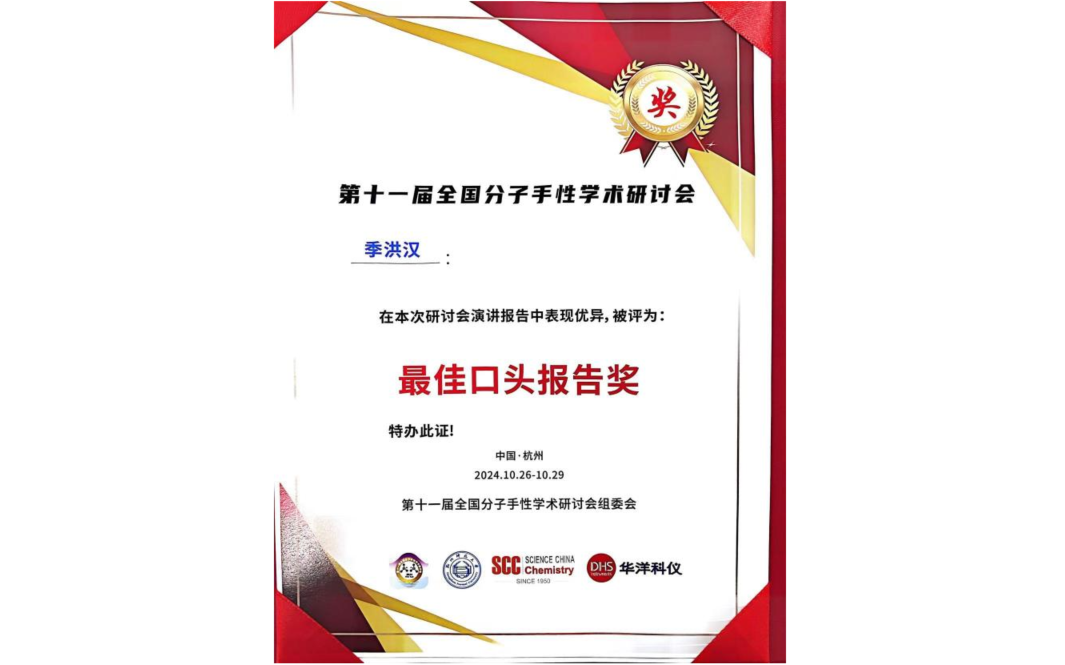 奖
第十一届全国分子手性学术研讨会
季洪汉 :
在本次研讨会演讲报告中表现优异, 被评为:
最佳口头报告奖
特办此证!
中国·杭州
2024.10.26-10.29
第十一届全国分子手性学术研讨会组委会
SCC SCIENCE CHINA
Chemistry
SINCE 1950
DHS 华洋科仪